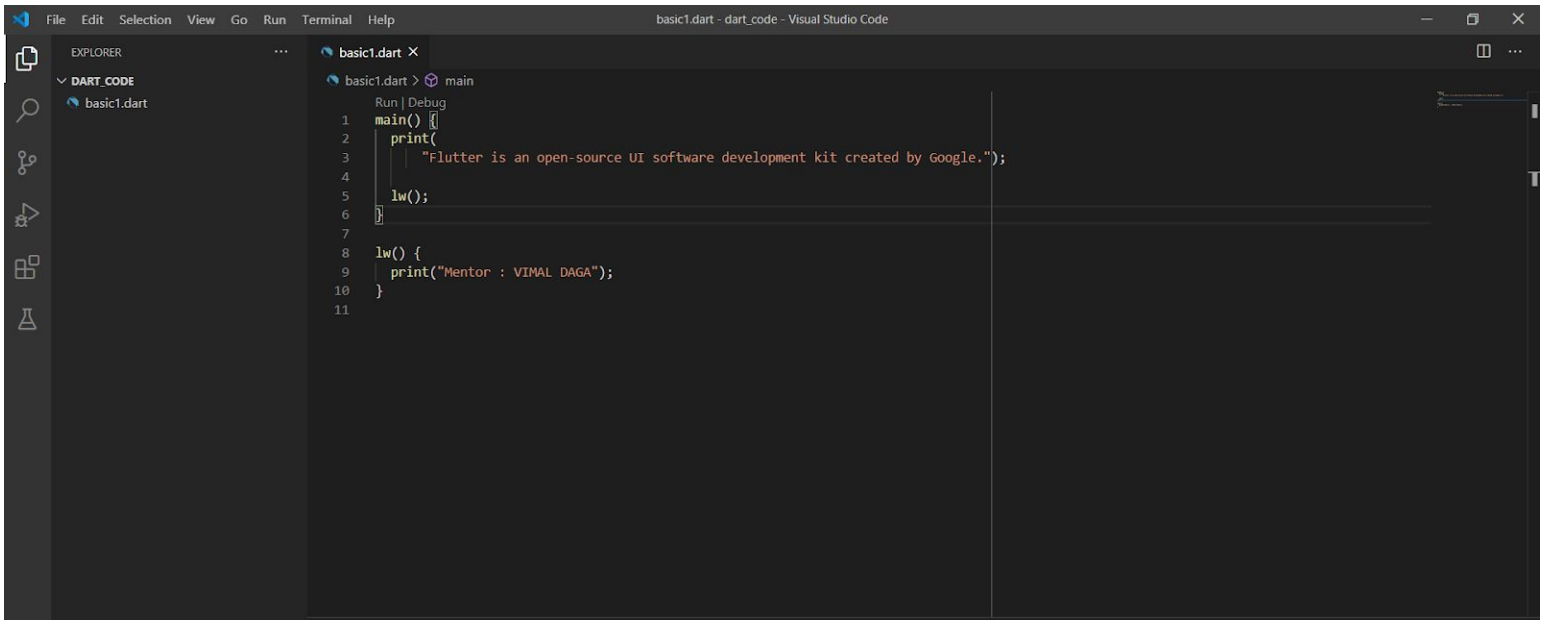 File Edit Selection View Go Run Terminal Help basic1.dart - dart_code - Visual Studio Code
EXPLORER ··· basic1.dart ···
DART_CODE basic1.dart > main
basic1.dart Run | Debug
1 main() {
2 print(
3 "Flutter is an open-source UI software development kit created by Google.");
4
5 lw();
6 }
7
8 lw() {
9 print("Mentor : VIMAL DAGA");
10 }
11